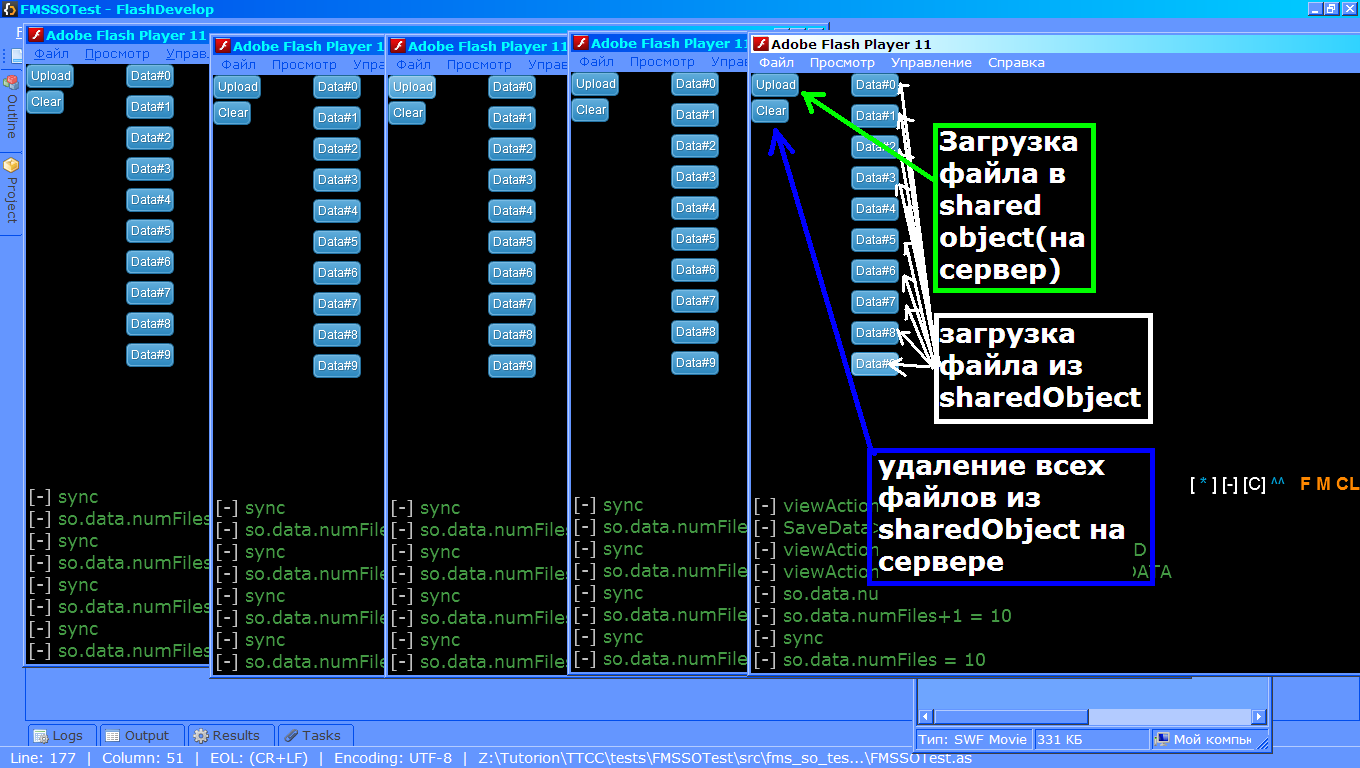 FMSSOTest - FlashDevelop
Outline
Project
Adobe Flash Player 11
Файл Просмотр Управ.
Upload
Clear
Data#0
Data#1
Data#2
Data#3
Data#4
Data#5
Data#6
Data#7
Data#8
Data#9
[-] sync
[-] so.data.numFiles
[-] sync
[-] so.data.numFiles
[-] sync
[-] so.data.numFiles
[-] sync
[-] so.data.numFiles
Adobe Flash Player 1
Файл Просмотр Упра
Upload
Clear
Data#0
Data#1
Data#2
Data#3
Data#4
Data#5
Data#6
Data#7
Data#8
Data#9
[-] sync
[-] so.data.numFiles
[-] sync
[-] so.data.numFiles
[-] sync
[-] so.data.numFiles
[-] sync
[-] so.data.numFiles
Adobe Flash Player 11
Файл Просмотр Управ
Upload
Clear
Data#0
Data#1
Data#2
Data#3
Data#4
Data#5
Data#6
Data#7
Data#8
Data#9
[-] sync
[-] so.data.numFiles
[-] sync
[-] so.data.numFiles
[-] sync
[-] so.data.numFiles
[-] sync
[-] so.data.numFiles
Adobe Flash Player 11
Файл Просмотр Упра
Upload
Clear
Data#0
Data#1
Data#2
Data#3
Data#4
Data#5
Data#6
Data#7
Data#8
Data#9
[-] sync
[-] so.data.numFile
[-] sync
[-] so.data.numFile
[-] sync
[-] so.data.numFile
[-] sync
[-] so.data.numFile
Adobe Flash Player 11
Файл Просмотр Управление Справка
Upload
Clear
Data#0
Data#1
Data#2
Data#3
Data#4
Data#5
Data#6
Data#7
Data#8
Загрузка
файла в
shared
object(на
сервер)
загрузка
файла из
sharedObject
удаление всех
файлов из
sharedObject на
сервере
[ * ] [-] [C] ^^ F M CL
[-] viewAction
[-] SaveData
[-] viewAction D
[-] viewAction DATA
[-] so.data.nu
[-] so.data.numFiles+1 = 10
[-] sync
[-] so.data.numFiles = 10
Тип: SWF Movie 331 КБ Мой компь
Logs Output Results Tasks
Line: 177 | Column: 51 | EOL: (CR+LF) | Encoding: UTF-8 | Z:\Tutorion\TTCC\tests\FMSSOTest\src\fms_so_tes...\FMSSOTest.as